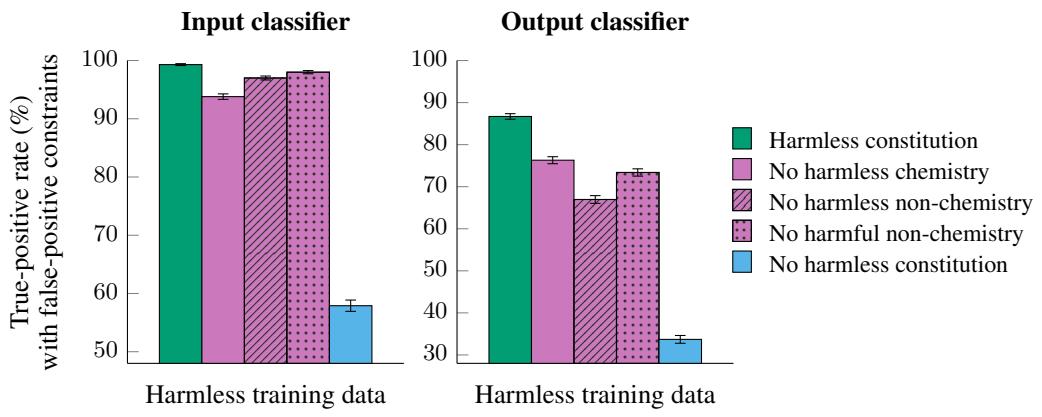 Input classifier
Output classifier
True-positive rate (%)
with false-positive constraints
100
90
80
70
60
50
Harmless training data
100
90
80
70
60
50
40
30
Harmless training data
Harmless constitution
No harmless chemistry
No harmless non-chemistry
No harmful non-chemistry
No harmless constitution